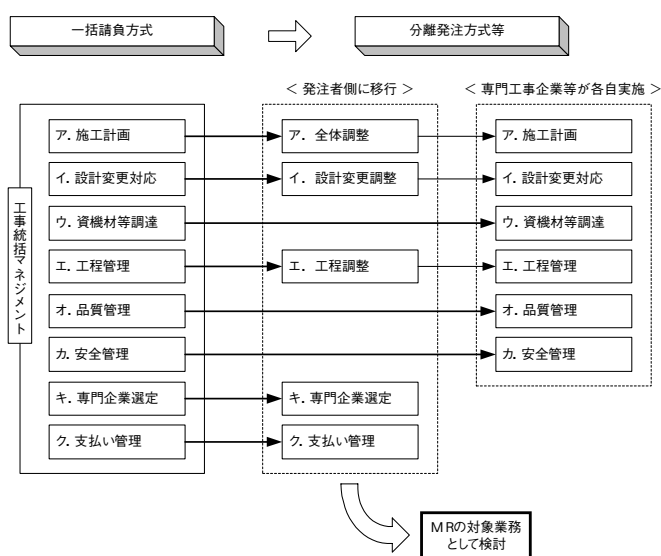 一括請負方式
分離発注方式等
＜ 発注者側に移行 ＞
＜ 専門工事企業等が各自実施 ＞
工事統括マネジメント
ア．施工計画
ア．全体調整
ア．施工計画
イ．設計変更対応
イ．設計変更調整
イ．設計変更対応
ウ．資機材等調達
ウ．資機材等調達
エ．工程管理
エ．工程調整
エ．工程管理
オ．品質管理
オ．品質管理
カ．安全管理
カ．安全管理
キ．専門企業選定
キ．専門企業選定
ク．支払い管理
ク．支払い管理
ＭＲの対象業務
として検討